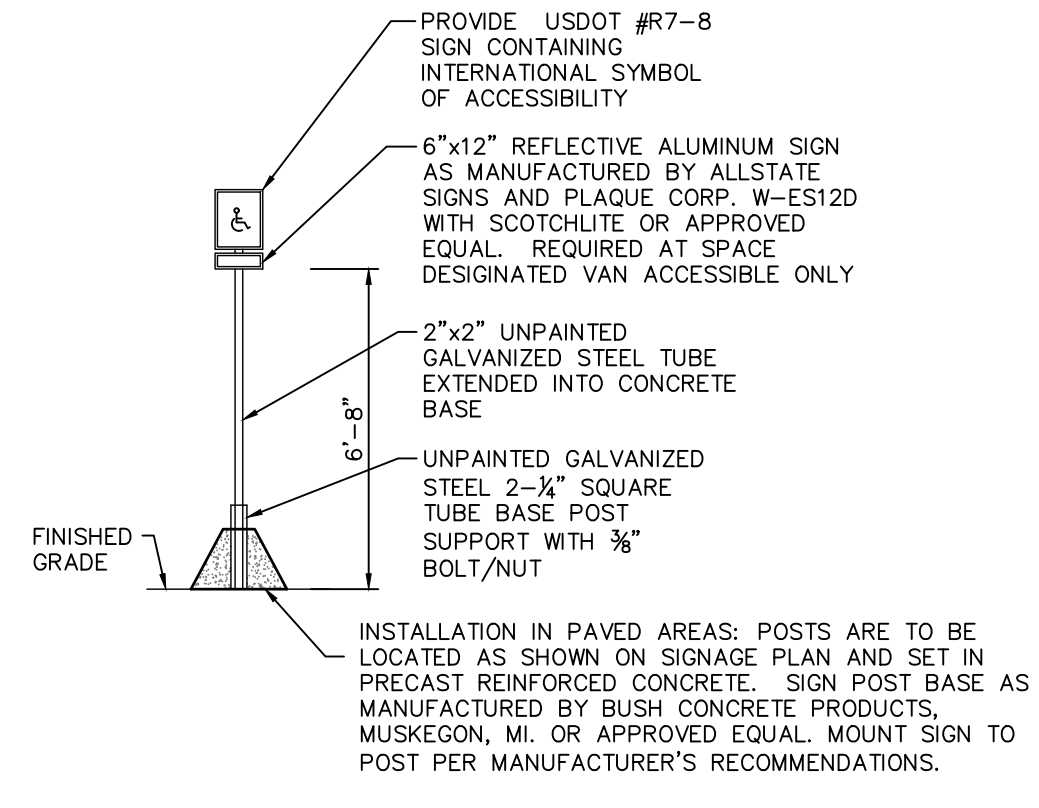 PROVIDE USDOT #R7-8
SIGN CONTAINING
INTERNATIONAL SYMBOL
OF ACCESSIBILITY
6"x12" REFLECTIVE ALUMINUM SIGN
AS MANUFACTURED BY ALLSTATE
SIGNS AND PLAQUE CORP. W-ES12D
WITH SCOTCHLITE OR APPROVED
EQUAL. REQUIRED AT SPACE
DESIGINATED VAN ACCESSIBLE ONLY
2"x2" UNPAINTED
GALVANIZED STEEL TUBE
EXTENDED INTO CONCRETE
BASE
6'-8"
UNPAINTED GALVANIZED
STEEL 2-¼" SQUARE
TUBE BASE POST
SUPPORT WITH ⅜"
BOLT/NUT
FINISHED
GRADE
INSTALLATION IN PAVED AREAS: POSTS ARE TO BE
LOCATED AS SHOWN ON SIGNAGE PLAN AND SET IN
PRECAST REINFORCED CONCRETE. SIGN POST BASE AS
MANUFACTURED BY BUSH CONCRETE PRODUCTS,
MUSKEGON, MI. OR APPROVED EQUAL. MOUNT SIGN TO
POST PER MANUFACTURER'S RECOMMENDATIONS.